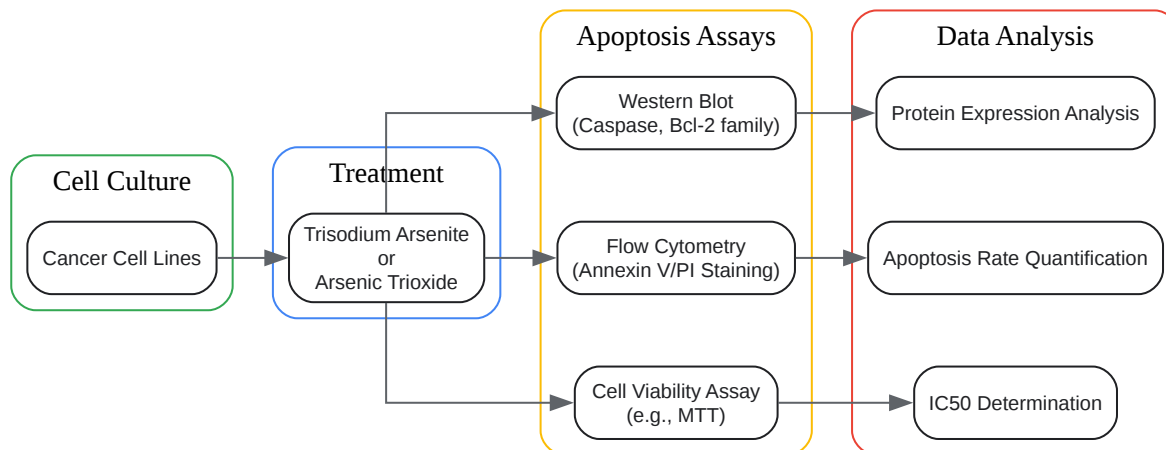 Cell Culture
Cancer Cell Lines
Treatment
Trisodium Arsenite
or
Arsenic Trioxide
Apoptosis Assays
Western Blot
(Caspase, Bcl-2 family)
Flow Cytometry
(Annexin V/PI Staining)
Cell Viability Assay
(e.g., MTT)
Data Analysis
Protein Expression Analysis
Apoptosis Rate Quantification
IC50 Determination